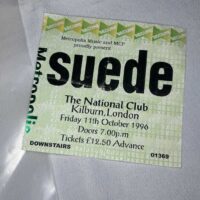 Metropolis Music and MCP
proudly present
suede
Metropolis
The National Club
Kilburn,London
Friday 11th October 1996
Doors 7.00p.m
Tickets £12.50 Advance
DOWNSTAIRS 01369